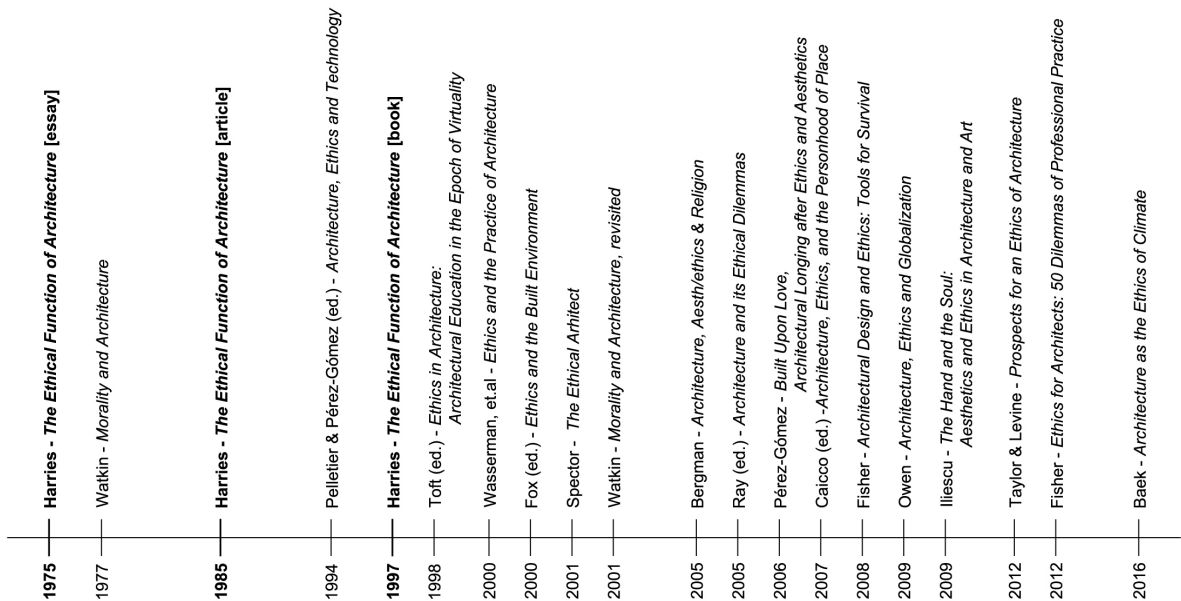 1975
Harries - The Ethical Function of Architecture [essay]
1977
Watkin - Morality and Architecture
1985
Harries - The Ethical Function of Architecture [article]
1994
Pelletier & Pérez-Gómez (ed.) - Architecture, Ethics and Technology
1997
Harries - The Ethical Function of Architecture [book]
1998
Toft (ed.) - Ethics in Architecture:
Architectural Education in the Epoch of Virtuality
2000
Wasserman, et.al - Ethics and the Practice of Architecture
2000
Fox (ed.) - Ethics and the Built Environment
2001
Spector - The Ethical Arhitect
2001
Watkin - Morality and Architecture, revisited
2005
Bergman - Architecture, Aesth/ethics & Religion
2005
Ray (ed.) - Architecture and its Ethical Dilemmas
2006
Pérez-Gómez - Built Upon Love,
Architectural Longing after Ethics and Aesthetics
2007
Caicco (ed.) -Architecture, Ethics, and the Personhood of Place
2008
Fisher - Architectural Design and Ethics: Tools for Survival
2009
Owen - Architecture, Ethics and Globalization
2009
Iliescu - The Hand and the Soul:
Aesthetics and Ethics in Architecture and Art
2012
Taylor & Levine - Prospects for an Ethics of Architecture
2012
Fisher - Ethics for Architects: 50 Dilemmas of Professional Practice
2016
Baek - Architecture as the Ethics of Climate